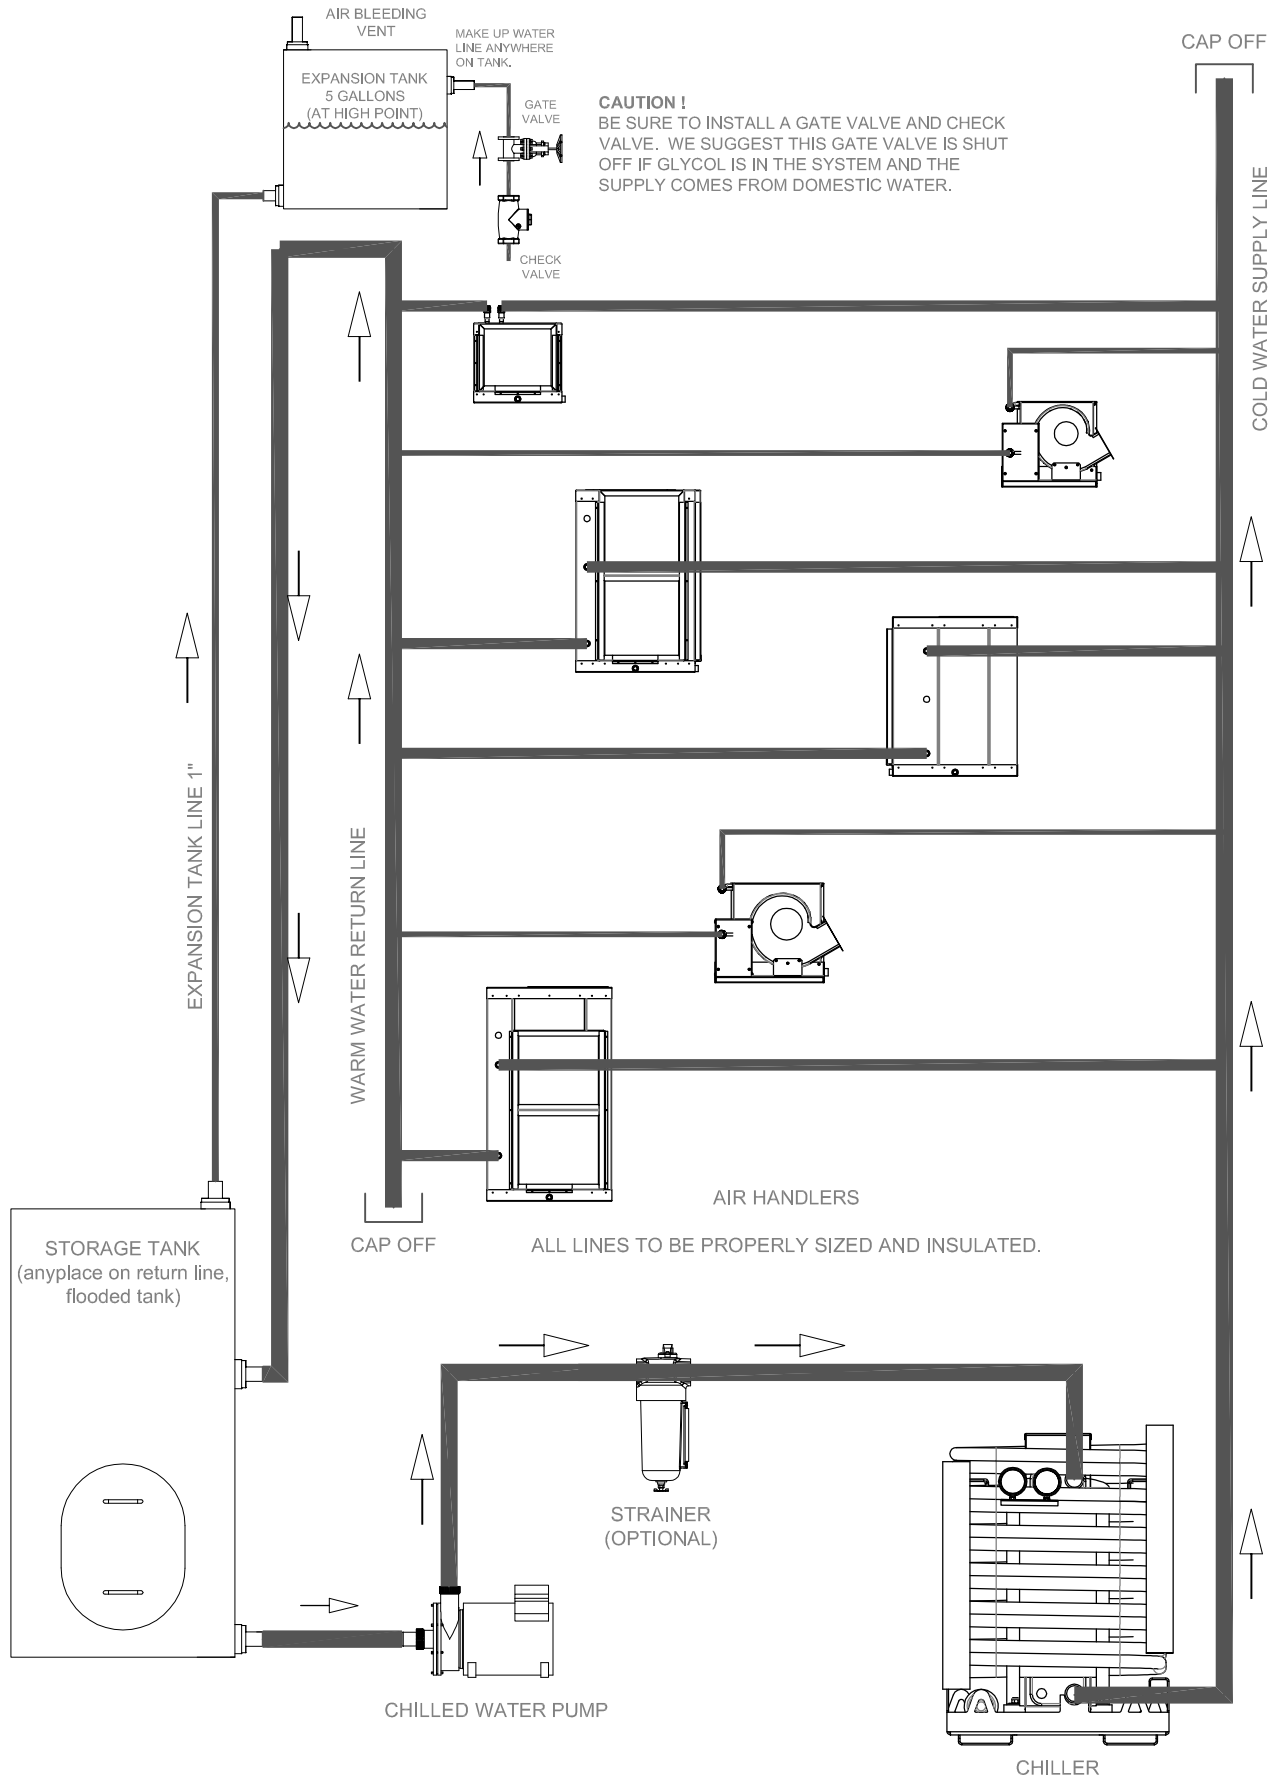 AIR BLEEDING
VENT
MAKE UP WATER
LINE ANYWHERE
ON TANK.
EXPANSION TANK
5 GALLONS
(AT HIGH POINT)
GATE
VALVE
CHECK
VALVE
CAUTION !
BE SURE TO INSTALL A GATE VALVE AND CHECK
VALVE. WE SUGGEST THIS GATE VALVE IS SHUT
OFF IF GLYCOL IS IN THE SYSTEM AND THE
SUPPLY COMES FROM DOMESTIC WATER.
CAP OFF
COLD WATER SUPPLY LINE
EXPANSION TANK LINE 1"
WARM WATER RETURN LINE
CAP OFF
AIR HANDLERS
ALL LINES TO BE PROPERLY SIZED AND INSULATED.
STORAGE TANK
(anyplace on return line,
flooded tank)
STRAINER
(OPTIONAL)
CHILLED WATER PUMP
CHILLER